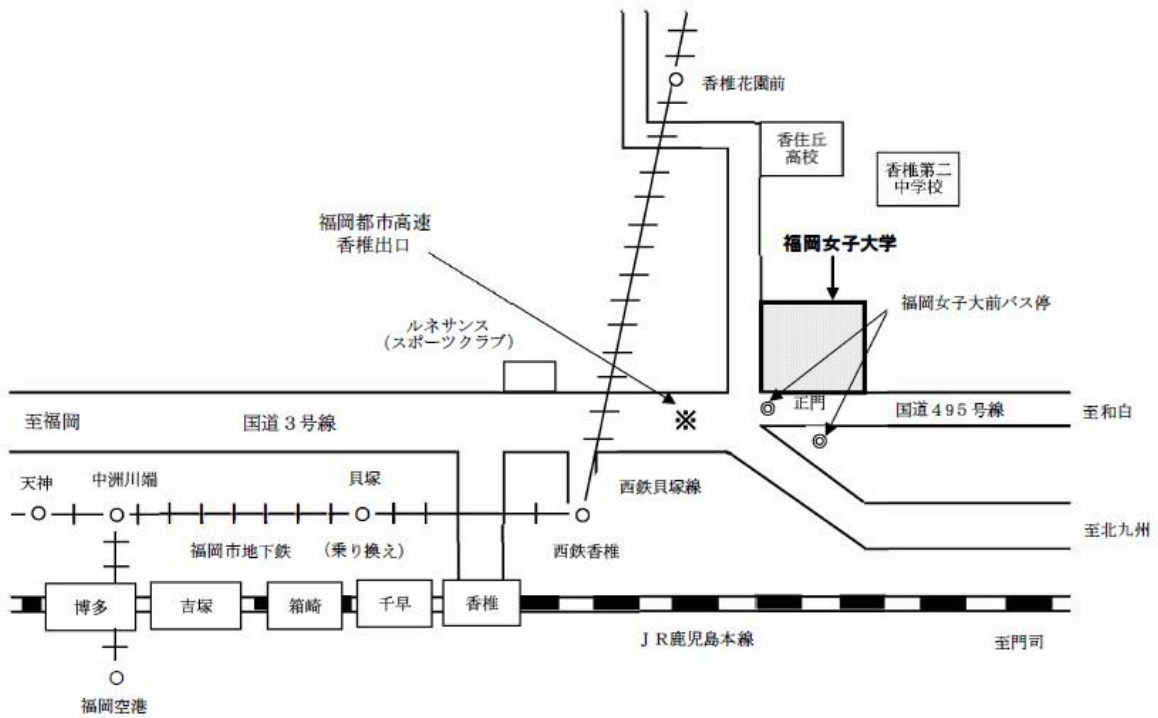 香椎花園前
香住丘
高校
香椎第二
中学校
福岡都市高速
香椎出口
福岡女子大学
福岡女子大前バス停
ルネサンス
(スポーツクラブ)
至福岡
国道3号線
※
正門
国道495号線
至和白
天神
中洲川端
貝塚
西鉄貝塚線
福岡市地下鉄
(乗り換え)
西鉄香椎
至北九州
博多
吉塚
箱崎
千早
香椎
JR鹿児島本線
至門司
福岡空港